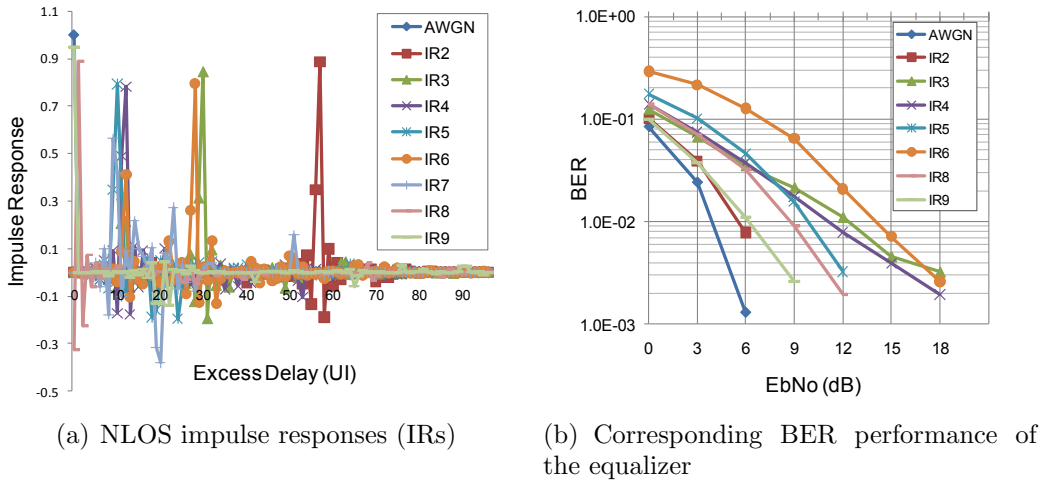 1.1
0.9
0.7
0.5
0.3
0.1
-0.1
-0.3
-0.5
0 10 20 30 40 50 60 70 80 90
Impulse Response
Excess Delay (UI)
AWGN
IR2
IR3
IR4
IR5
IR6
IR7
IR8
IR9
1.0E+00
1.0E-01
1.0E-02
1.0E-03
0 3 6 9 12 15 18
BER
EbNo (dB)
AWGN
IR2
IR3
IR4
IR5
IR6
IR7
IR8
IR9
(a) NLOS impulse responses (IRs)
(b) Corresponding BER performance of
the equalizer